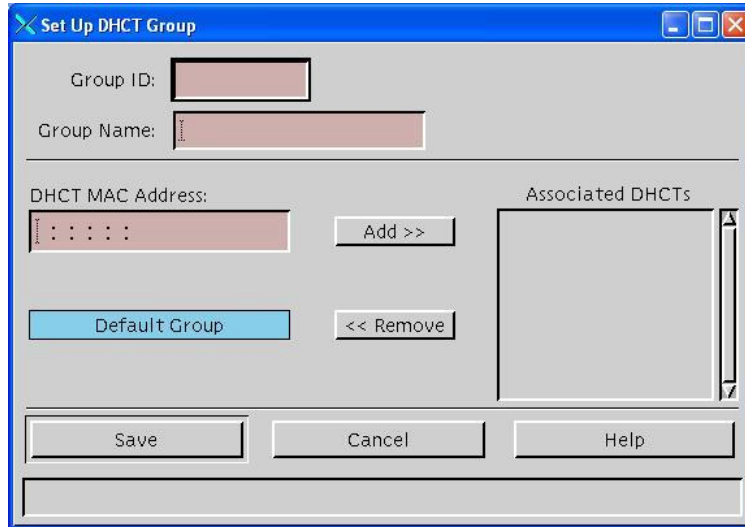 Set Up DHCT Group
Group ID:
Group Name:
DHCT MAC Address:
: : : : :
Add >>
Default Group
<< Remove
Associated DHCTs
Save
Cancel
Help